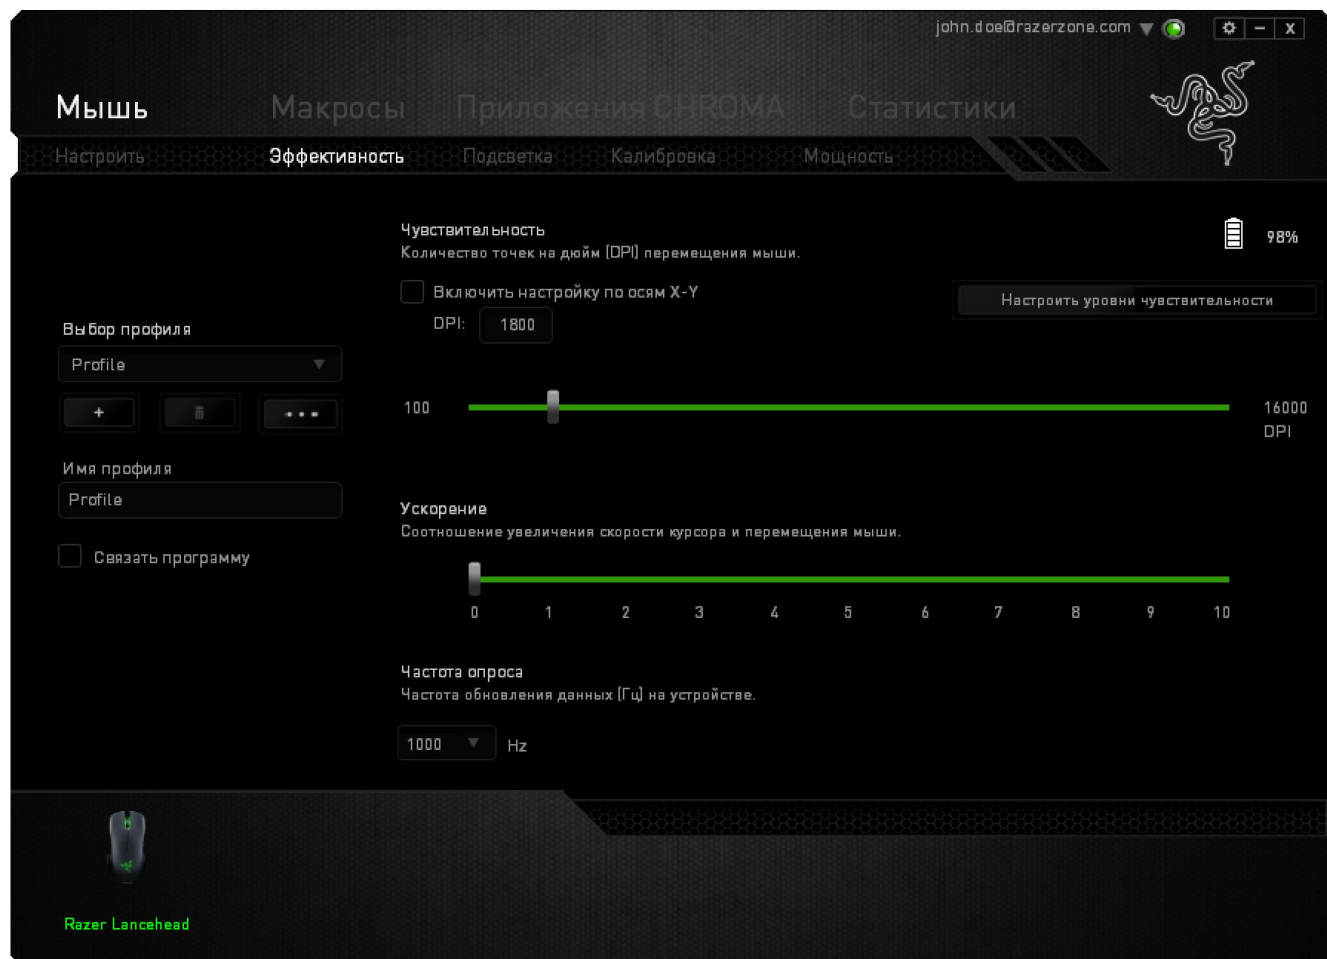 john.doe@razerzone.com
X
Мышь Макросы Приложения CHROMA Статистики
Настроить Эффективность Подсветка Калибровка Мощность
Чувствительность
Количество точек на дюйм (DPI) перемещения мыши.
98%
Включить настройку по осям X-Y
Настроить уровни чувствительности
DPI: 1800
Выбор профиля
Profile
+
100
16000
DPI
Имя профиля
Profile
Связать программу
Ускорение
Соотношение увеличения скорости курсора и перемещения мыши.
0 1 2 3 4 5 6 7 8 9 10
Частота опроса
Частота обновления данных (Гц) на устройстве.
1000 Hz
Razer Lancehead